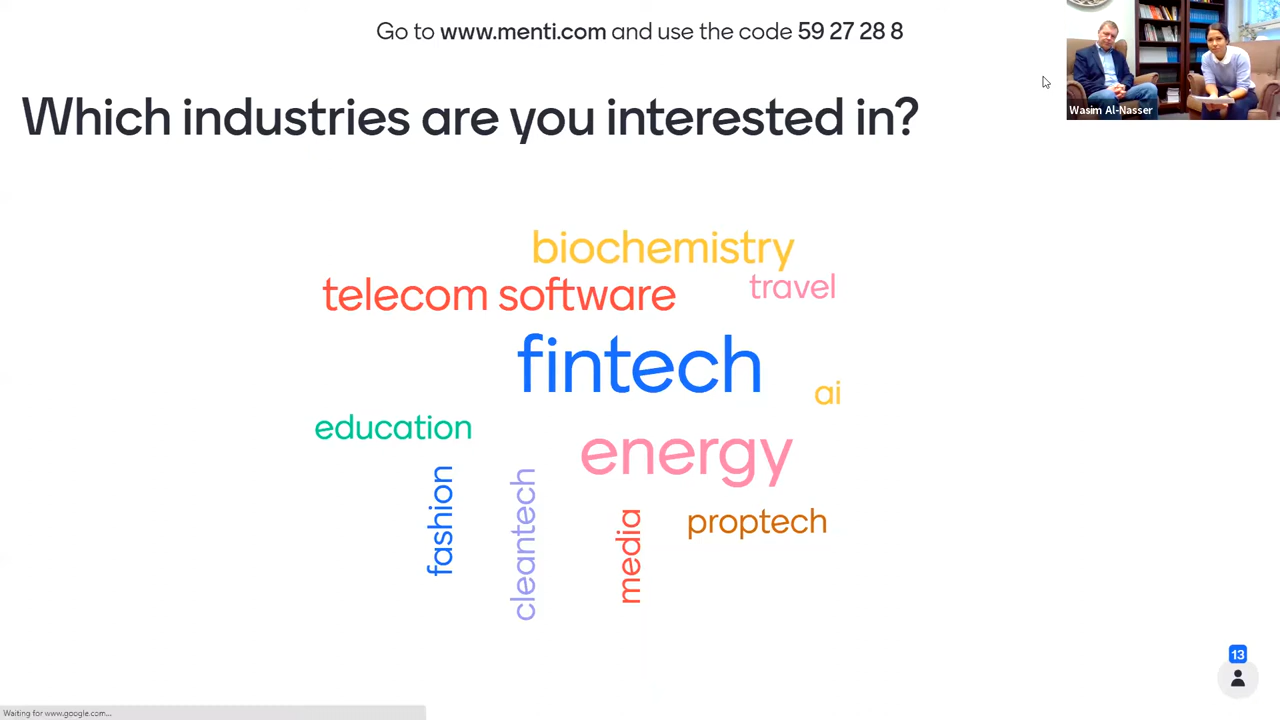 Go to www.menti.com and use the code 59 27 28 8
Wasim Al-Nasser
Which industries are you interested in?
biochemistry
telecom software
travel
fintech
ai
education
energy
fashion
cleantech
media
proptech
13
Waiting for www.google.com...